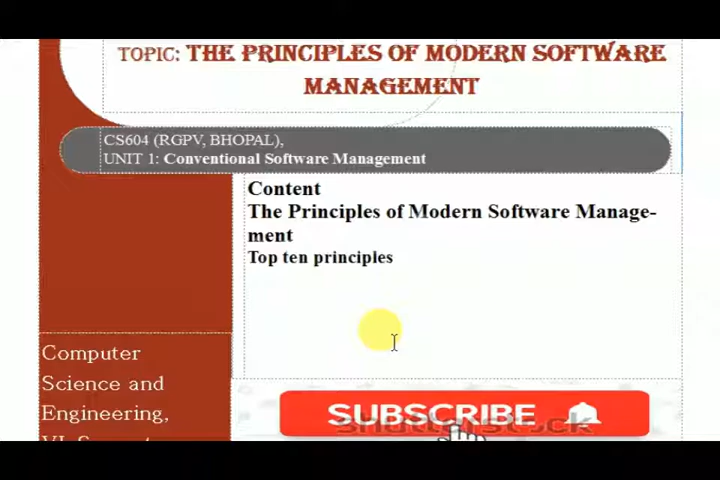 TOPIC: THE PRINCIPLES OF MODERN SOFTWARE
MANAGEMENT
CS604 (RGPV, BHOPAL),
UNIT 1: Conventional Software Management
Content
The Principles of Modern Software Manage-
ment
Top ten principles
Computer
Science and
Engineering,
SUBSCRIBE
shutterstock